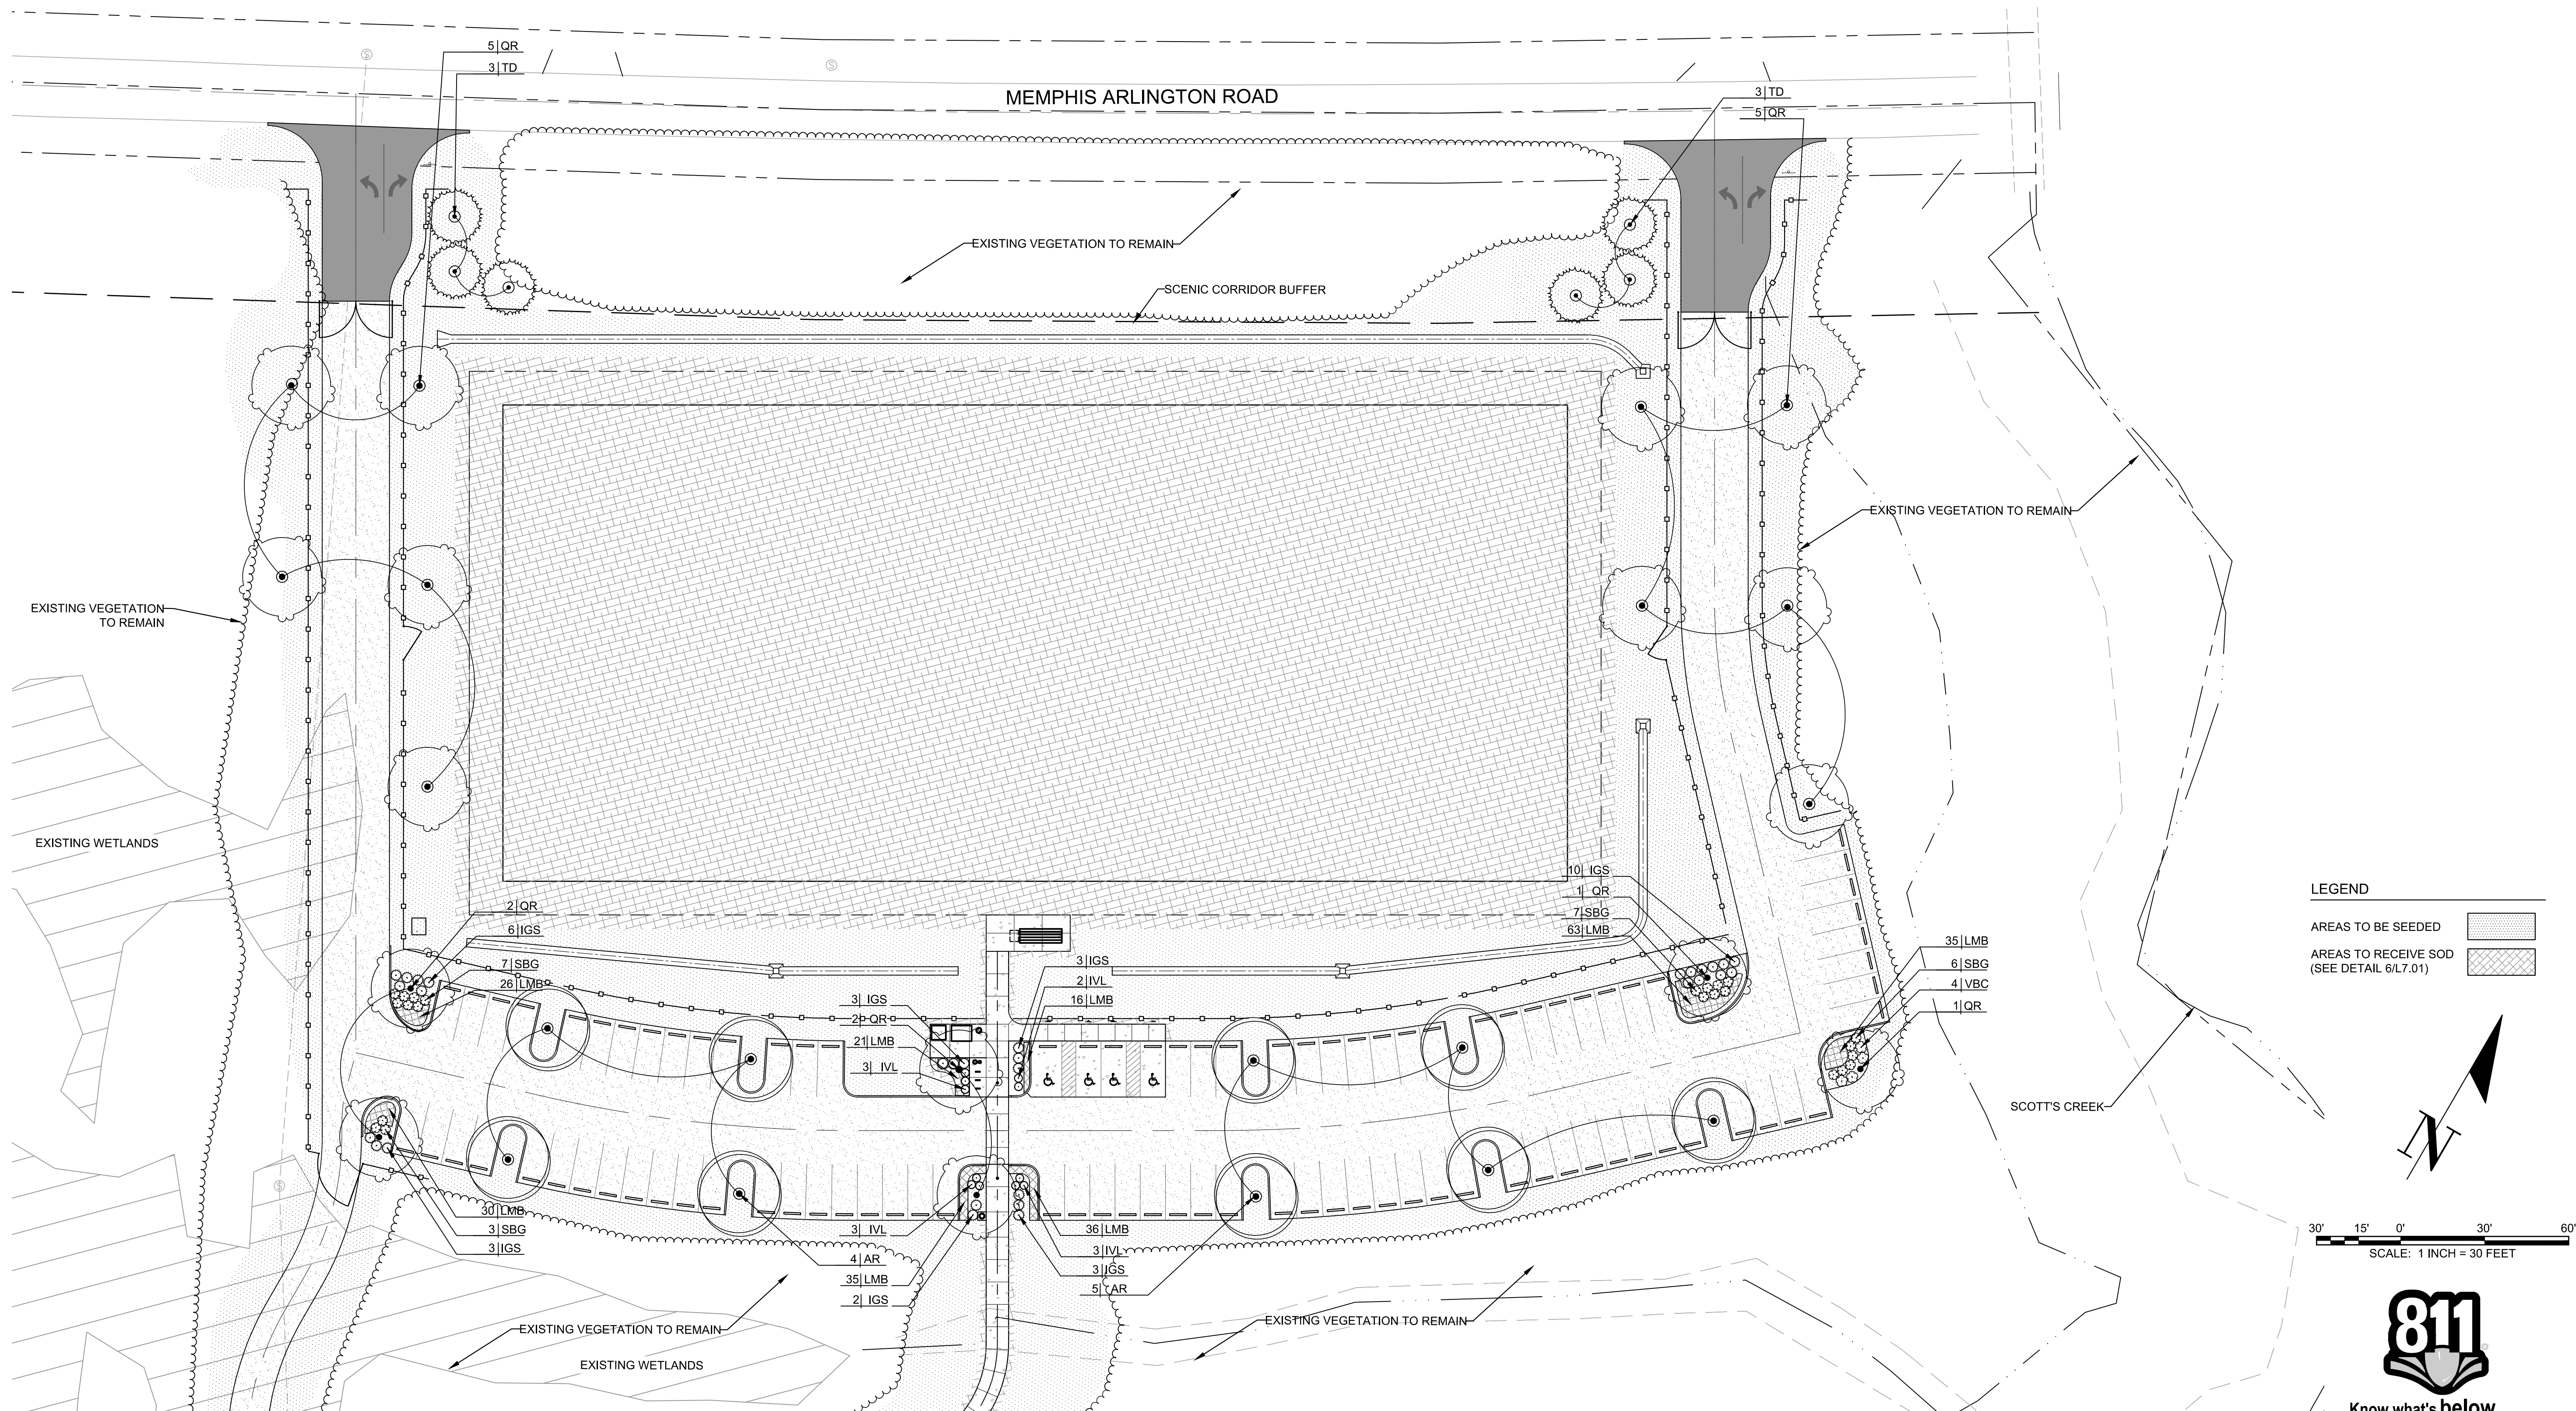 5 QR
3 TD
MEMPHIS ARLINGTON ROAD
3 TD
5 QR
S
S
EXISTING VEGETATION TO REMAIN
SCENIC CORRIDOR BUFFER
EXISTING VEGETATION TO REMAIN
EXISTING VEGETATION
TO REMAIN
EXISTING WETLANDS
10 IGS
1 QR
7 SBG
63 LMB
2 QR
6 IGS
7 SBG
26 LMB
3 IGS
2 IVL
16 LMB
3 IGS
2 QR
21 LMB
3 IVL
35 LMB
6 SBG
4 VBC
1 QR
LEGEND
AREAS TO BE SEEDED
AREAS TO RECEIVE SOD
(SEE DETAIL 6/L7.01)
N
SCOTT'S CREEK
S
30 LMB
3 SBG
3 IGS
3 IVL
4 AR
35 LMB
2 IGS
36 LMB
3 IVL
3 IGS
5 AR
30' 15' 0' 30' 60'
SCALE: 1 INCH = 30 FEET
EXISTING VEGETATION TO REMAIN
EXISTING VEGETATION TO REMAIN
EXISTING WETLANDS
811
Know what's below